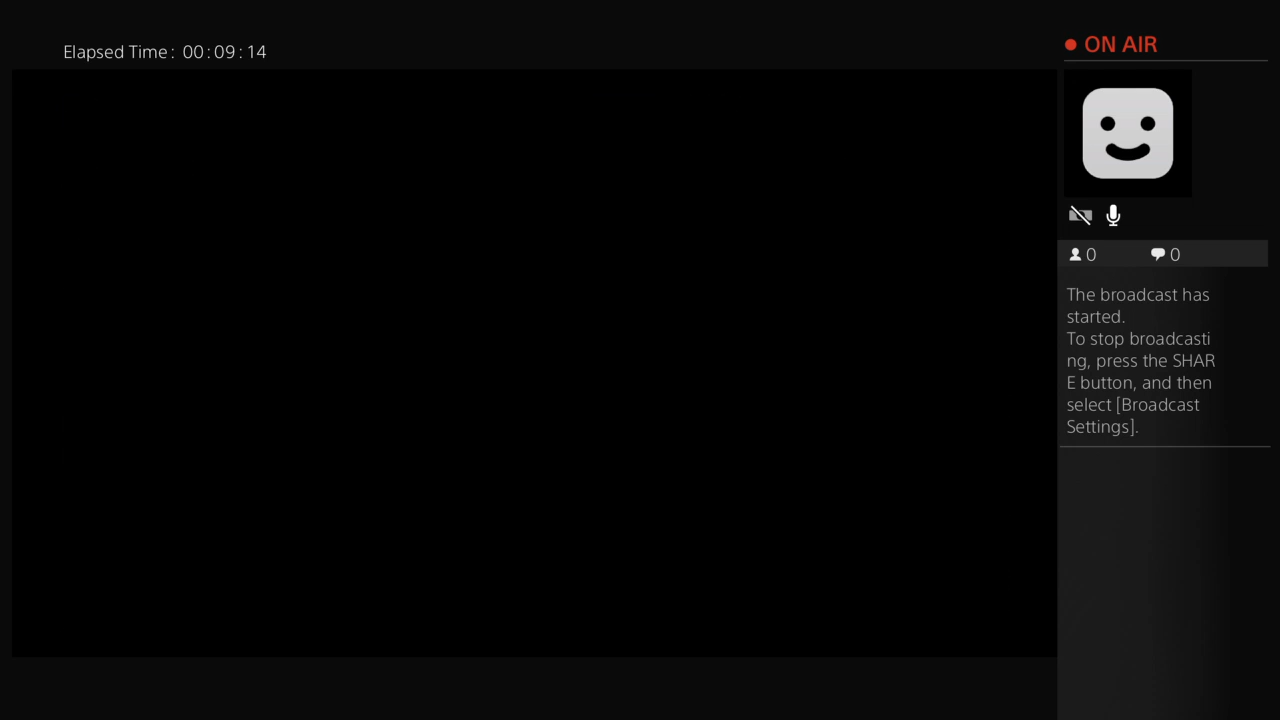 Elapsed Time: 00:09:14
ON AIR
0 0
The broadcast has
started.
To stop broadcasti
ng, press the SHAR
E button, and then
select [Broadcast
Settings].